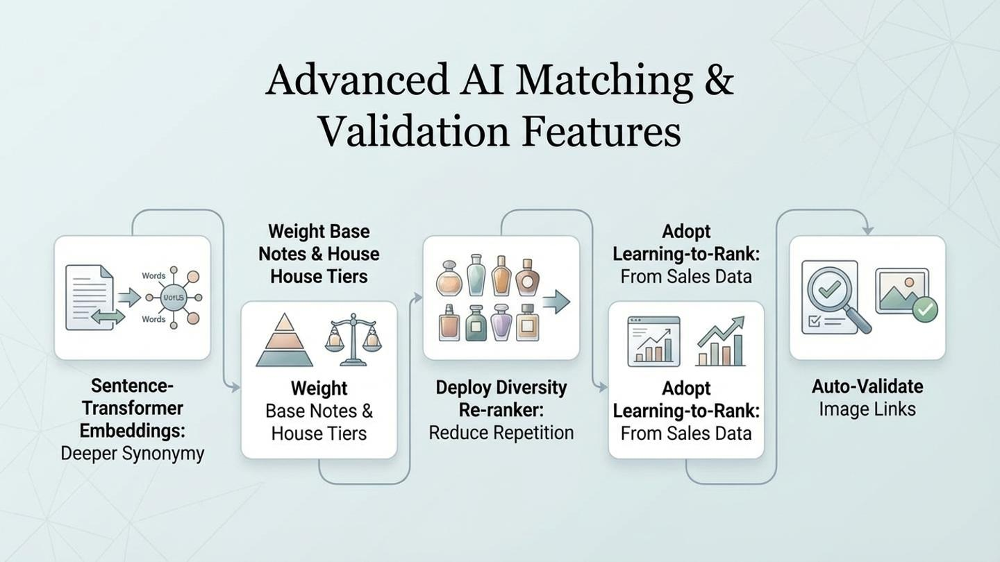 Advanced AI Matching &
Validation Features
Words
Words
Sentence-
Transformer
Embeddings:
Deeper Synonymy
Weight Base
Notes & House
House Tiers
Weight
Base Notes &
House Tiers
Deploy Diversity
Re-ranker:
Reduce Repetition
Adopt
Learning-to-Rank:
From Sales Data
Adopt
Learning-to-Rank:
From Sales Data
Auto-Validate
Image Links